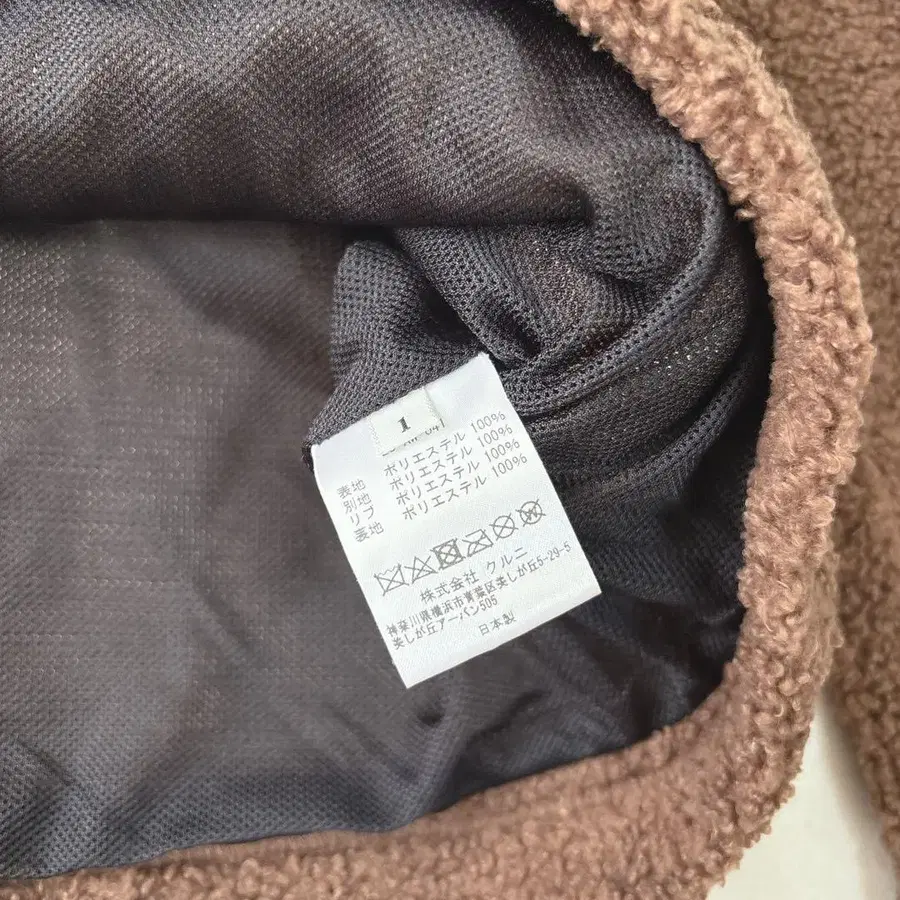 1
表地 ポリエステル 100%
別地 ポリエステル 100%
リブ ポリエステル 100%
裏地 ポリエステル 100%
株式会社 クルニ
神奈川県横浜市青葉区美しが丘5-29-5
美しが丘アーバン505
日本製